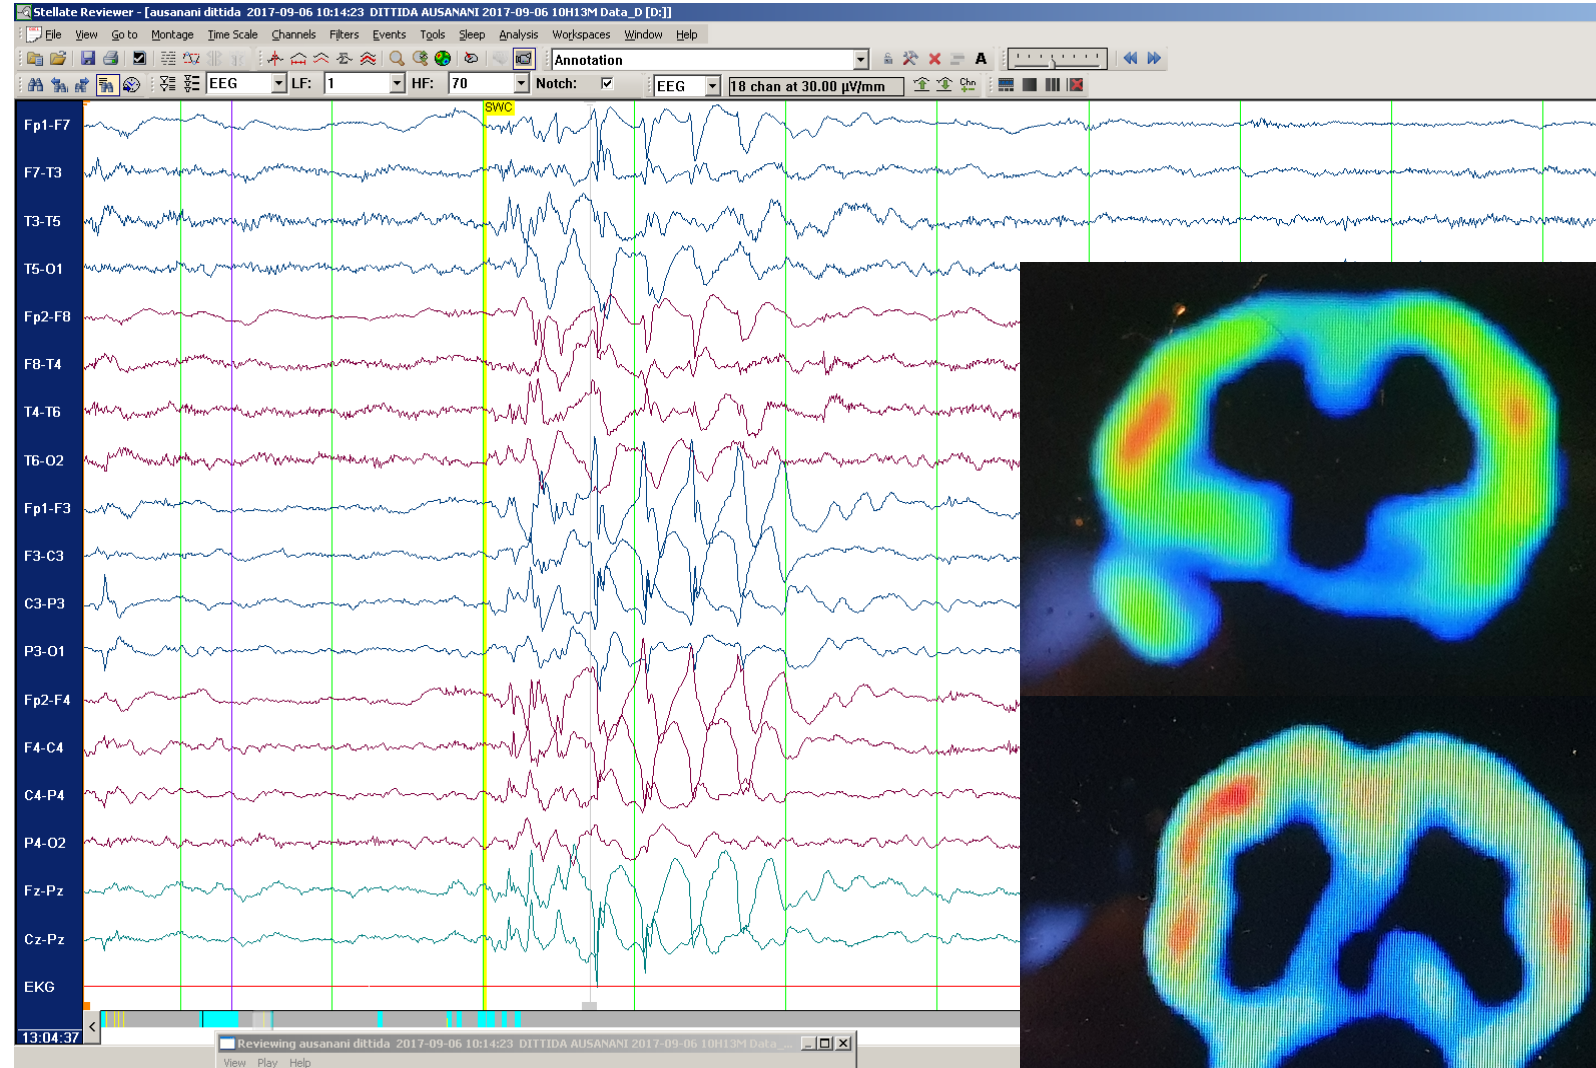 Stellate Reviewer - [ausanani dittida 2017-09-06 10:14:23 DITTIDA AUSANANI 2017-09-06 10H13M Data_D [D:]]
File View Go to Montage Time Scale Channels Filters Events Tools Sleep Analysis Workspaces Window Help
Annotation A
EEG LF: 1 HF: 70 Notch: EEG 18 chan at 30.00 µV/mm Chn
SWC
Fp1-F7
F7-T3
T3-T5
T5-O1
Fp2-F8
F8-T4
T4-T6
T6-O2
Fp1-F3
F3-C3
C3-P3
P3-O1
Fp2-F4
F4-C4
C4-P4
P4-O2
Fz-Pz
Cz-Pz
EKG
13:04:37
Reviewing ausanani dittida 2017-09-06 10:14:23 DITTIDA AUSANANI 2017-09-06 10H13M Data_...
View Play Help